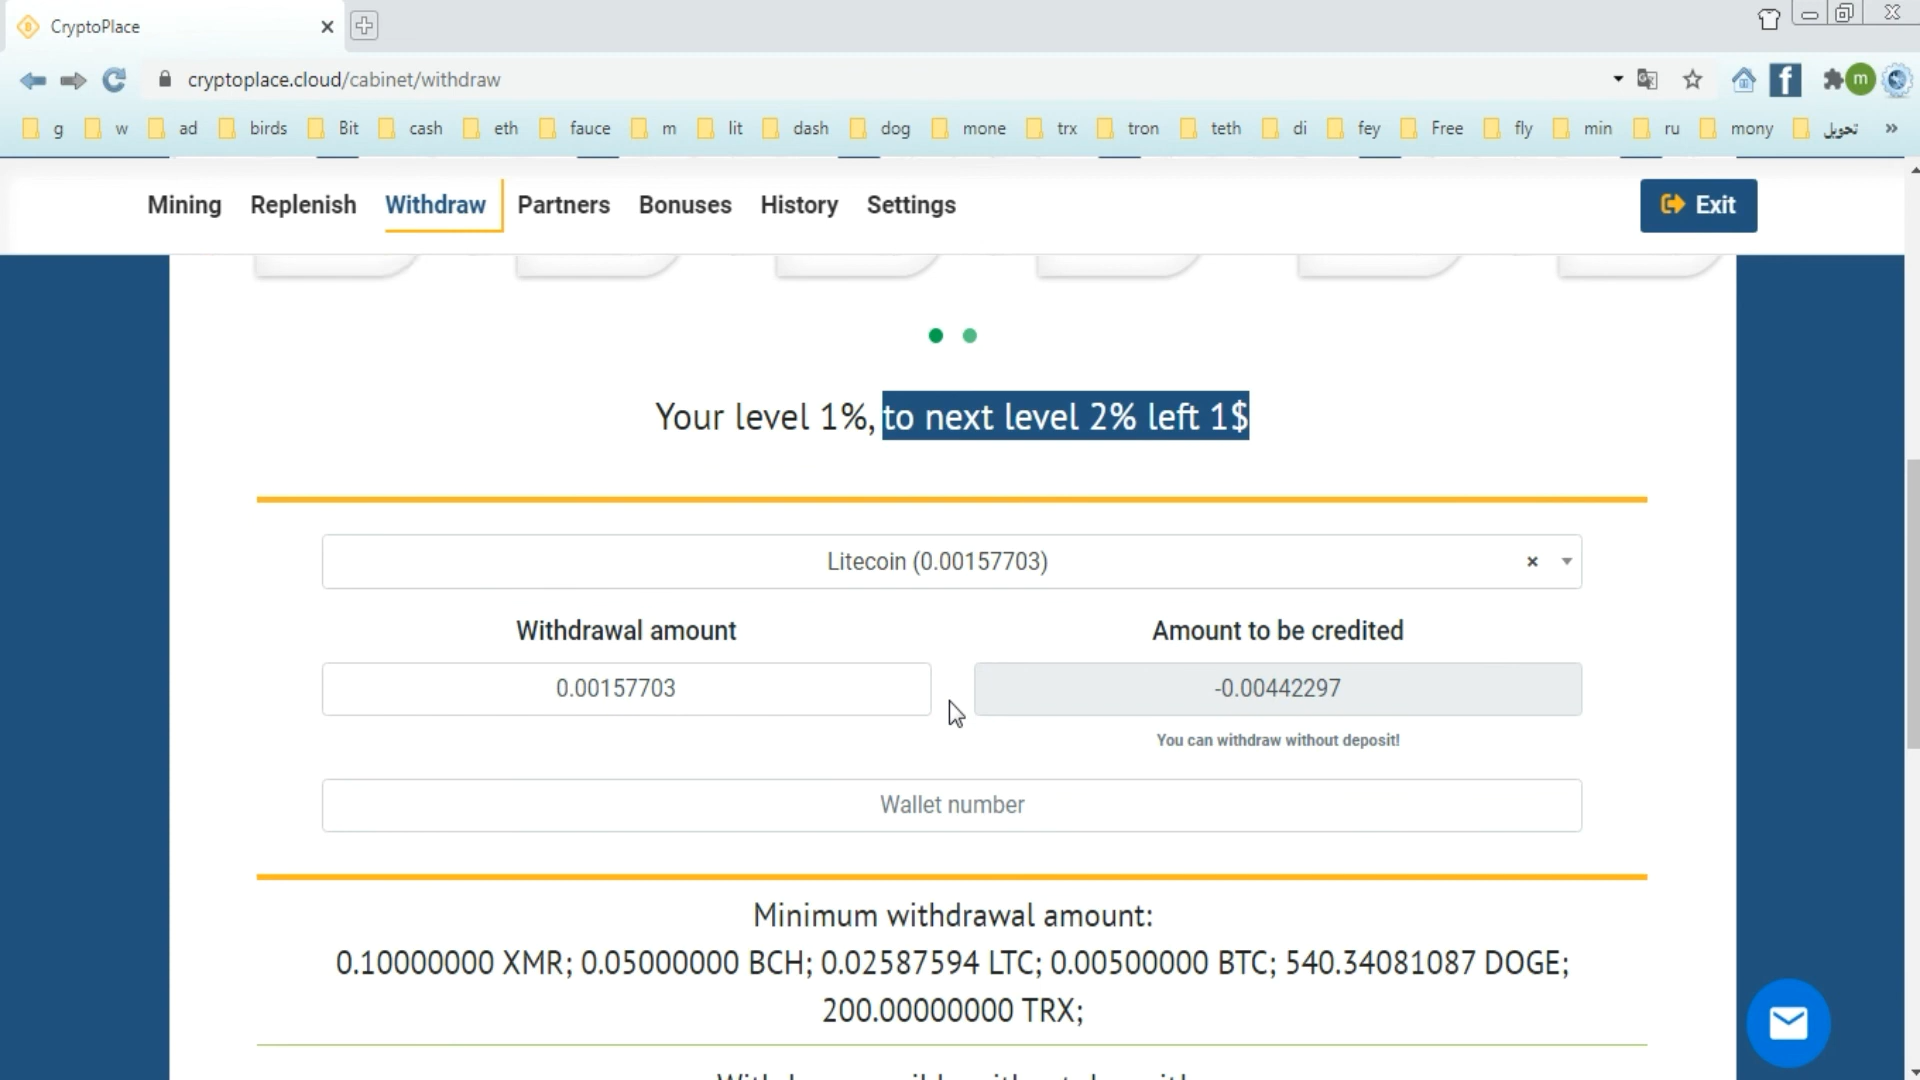 CryptoPlace
cryptoplace.cloud/cabinet/withdraw
g w ad birds Bit cash eth fauce m lit dash dog mone trx tron teth di fey Free fly min ru mony تحويل »
Mining Replenish Withdraw Partners Bonuses History Settings Exit
Your level 1%, to next level 2% left 1$
Litecoin (0.00157703)
Withdrawal amount Amount to be credited
0.00157703 -0.00442297
You can withdraw without deposit!
Wallet number
Minimum withdrawal amount:
0.10000000 XMR; 0.05000000 BCH; 0.02587594 LTC; 0.00500000 BTC; 540.34081087 DOGE;
200.00000000 TRX;